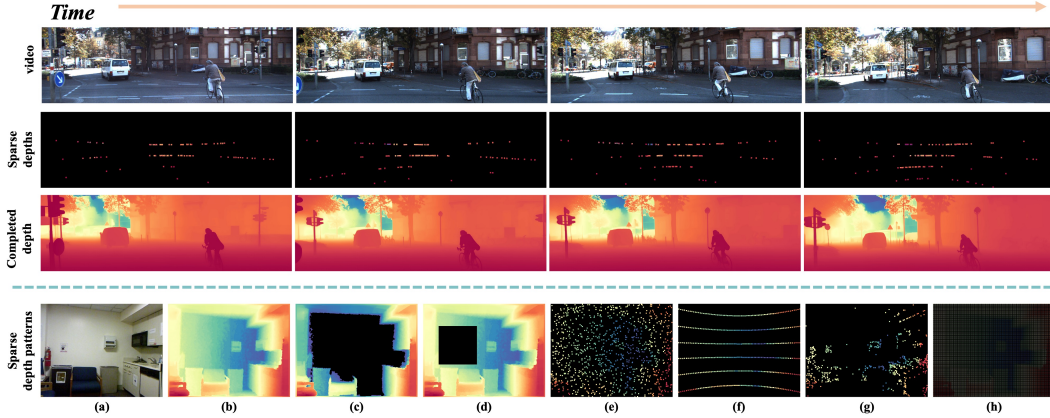 Time
video
Sparse
depths
Completed
depth
Sparse
depth patterns
(a) (b) (c) (d) (e) (f) (g) (h)